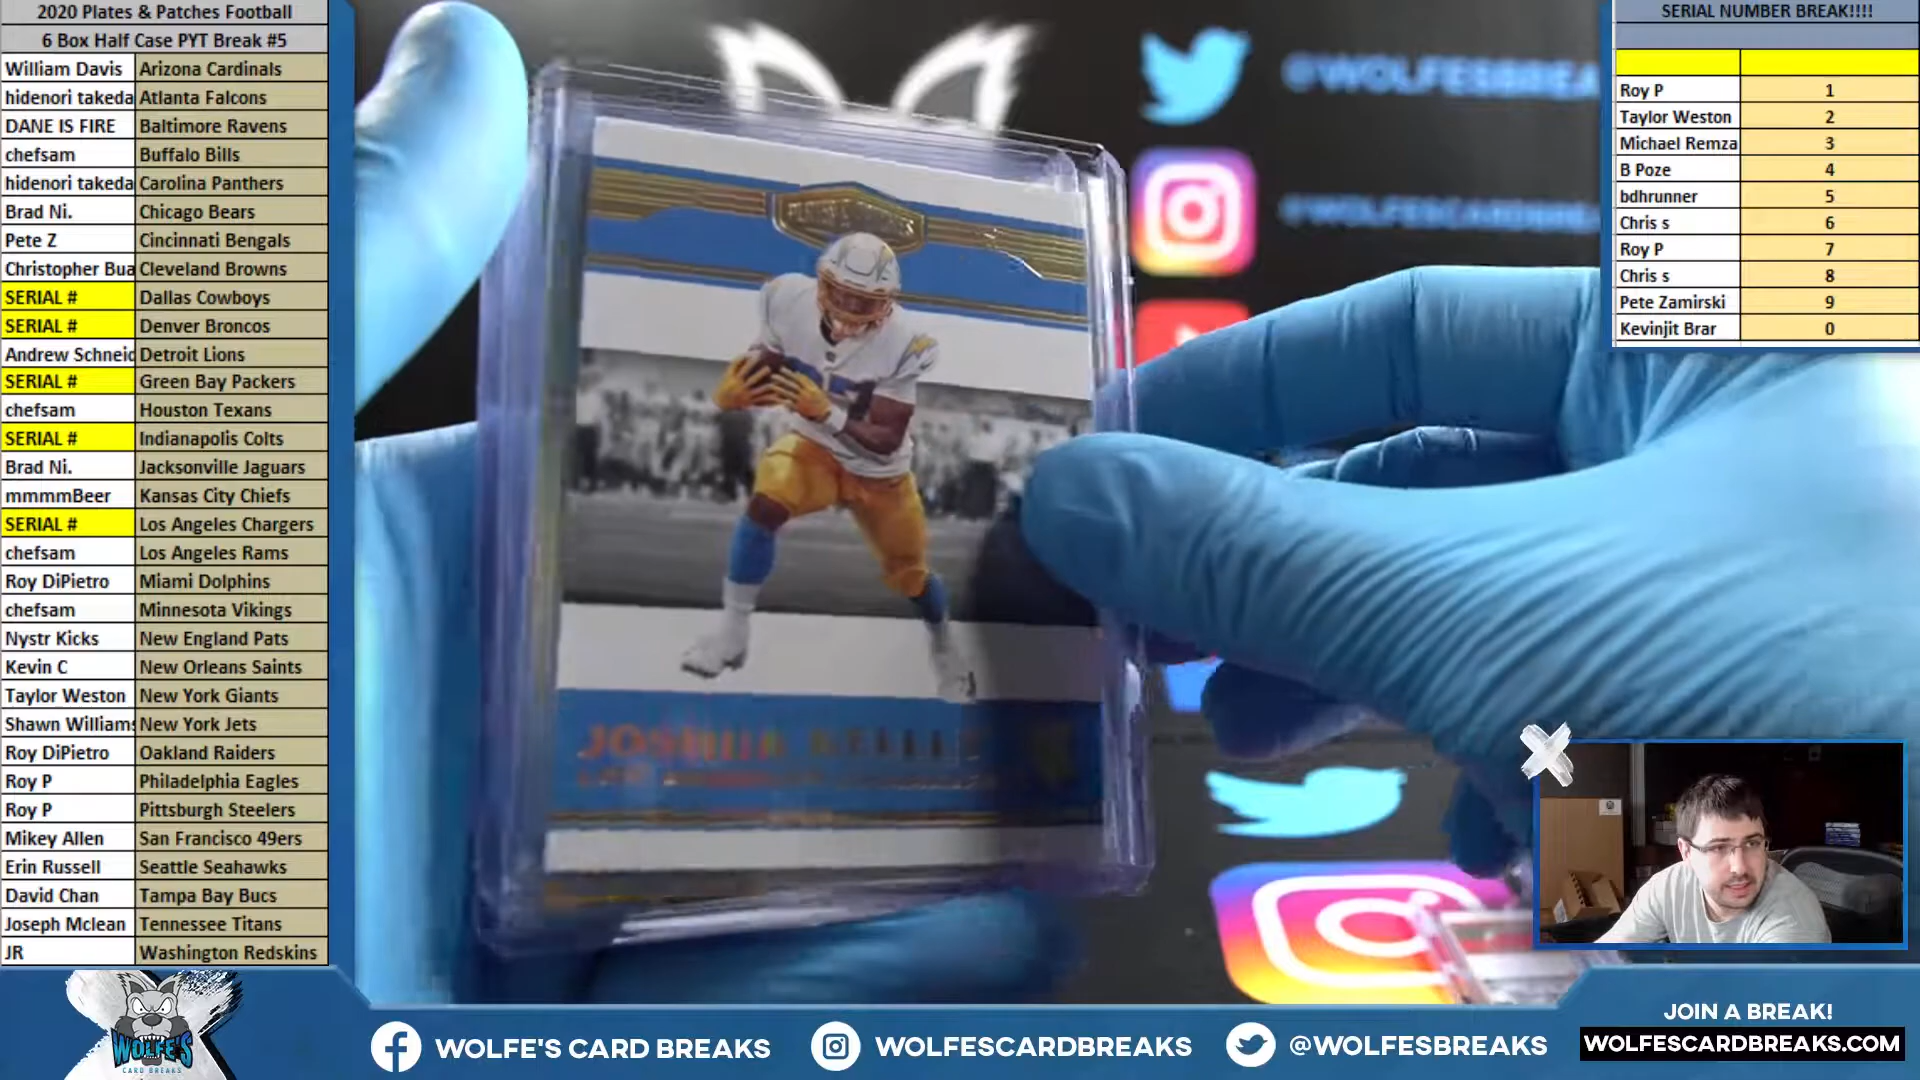 2020 Plates & Patches Football
6 Box Half Case PYT Break #5
William Davis Arizona Cardinals
hidenori takeda Atlanta Falcons
DANE IS FIRE Baltimore Ravens
chefsam Buffalo Bills
hidenori takeda Carolina Panthers
Brad Ni. Chicago Bears
Pete Z Cincinnati Bengals
Christopher Bua Cleveland Browns
SERIAL # Dallas Cowboys
SERIAL # Denver Broncos
Andrew Schneid Detroit Lions
SERIAL # Green Bay Packers
chefsam Houston Texans
SERIAL # Indianapolis Colts
Brad Ni. Jacksonville Jaguars
mmmmBeer Kansas City Chiefs
SERIAL # Los Angeles Chargers
chefsam Los Angeles Rams
Roy DiPietro Miami Dolphins
chefsam Minnesota Vikings
Nystr Kicks New England Pats
Kevin C New Orleans Saints
Taylor Weston New York Giants
Shawn Williams New York Jets
Roy DiPietro Oakland Raiders
Roy P Philadelphia Eagles
Roy P Pittsburgh Steelers
Mikey Allen San Francisco 49ers
Erin Russell Seattle Seahawks
David Chan Tampa Bay Bucs
Joseph Mclean Tennessee Titans
JR Washington Redskins
@WOLFESBREA
@WOLFESCARDBREA
JOSHUA KELLEY
SERIAL NUMBER BREAK!!!!
Roy P 1
Taylor Weston 2
Michael Remza 3
B Poze 4
bdhrunner 5
Chris s 6
Roy P 7
Chris s 8
Pete Zamirski 9
Kevinjit Brar 0
WOLFE'S
CARD BREAKS
WOLFE'S CARD BREAKS
WOLFESCARDBREAKS
@WOLFESBREAKS
JOIN A BREAK!
WOLFESCARDBREAKS.COM